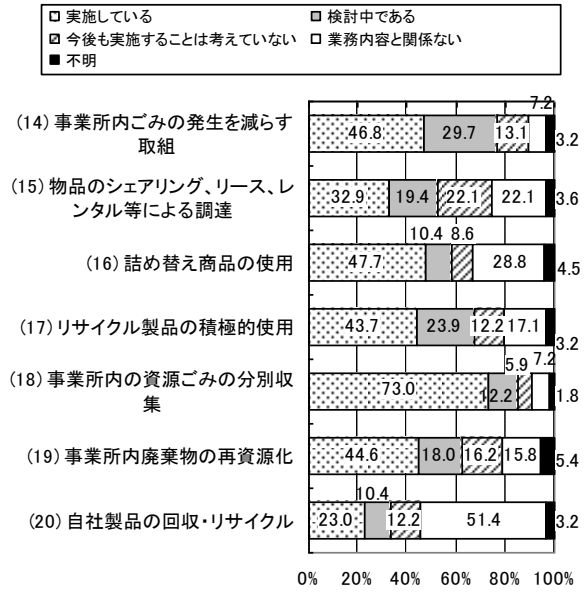 実施している 検討中である
今後も実施することは考えていない 業務内容と関係ない
不明
7.2
(14)事業所内ごみの発生を減らす
取組
46.8 29.7 13.1 3.2
(15)物品のシェアリング、リース、レ
ンタル等による調達
32.9 19.4 22.1 22.1 3.6
10.4 8.6
(16)詰め替え商品の使用
47.7 28.8 4.5
(17)リサイクル製品の積極的使用
43.7 23.9 12.2 17.1 3.2
5.9 7.2
(18)事業所内の資源ごみの分別収
集
73.0 12.2 1.8
(19)事業所内廃棄物の再資源化
44.6 18.0 16.2 15.8 5.4
10.4
(20)自社製品の回収・リサイクル
23.0 12.2 51.4 3.2
0% 20% 40% 60% 80% 100%